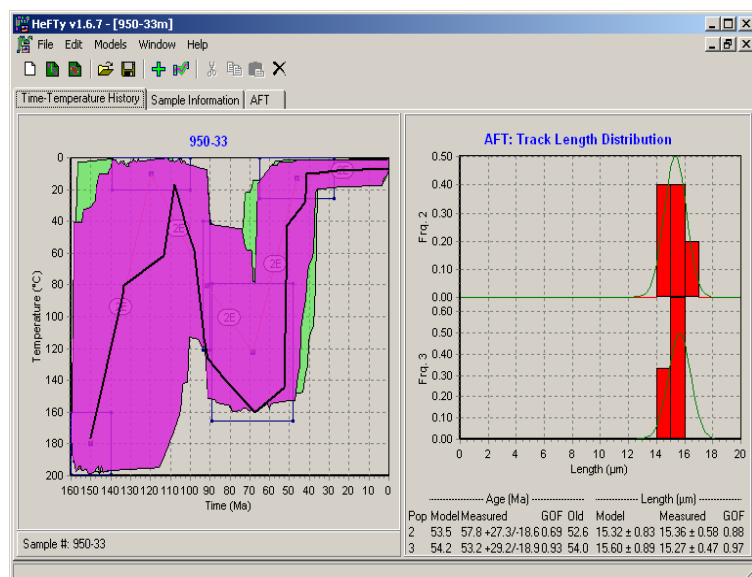 HeFTy v1.6.7 - [950-33m]
File Edit Models Window Help
Time-Temperature History Sample Information AFT
950-33
Temperature (°C)
0
20
40
60
80
100
120
140
160
180
200
2E
2E
2E
2E
160 150 140 130 120 110 100 90 80 70 60 50 40 30 20 10 0
Time (Ma)
Sample #: 950-33
AFT: Track Length Distribution
Frq. 2
0.50
0.40
0.30
0.10
0.00
Frq. 3
0.60
0.50
0.40
0.30
0.10
0.00
0 2 4 6 8 10 12 14 16 18 20
Length (µm)
---------- Age (Ma) ---------- ---------- Length (µm) ----------
Pop Model Measured GOF Old Model Measured GOF
2 53.5 57.8 +27.3/-18.6 0.69 52.6 15.32 ± 0.83 15.36 ± 0.58 0.88
3 54.2 53.2 +29.2/-18.9 0.93 54.0 15.60 ± 0.89 15.27 ± 0.47 0.97